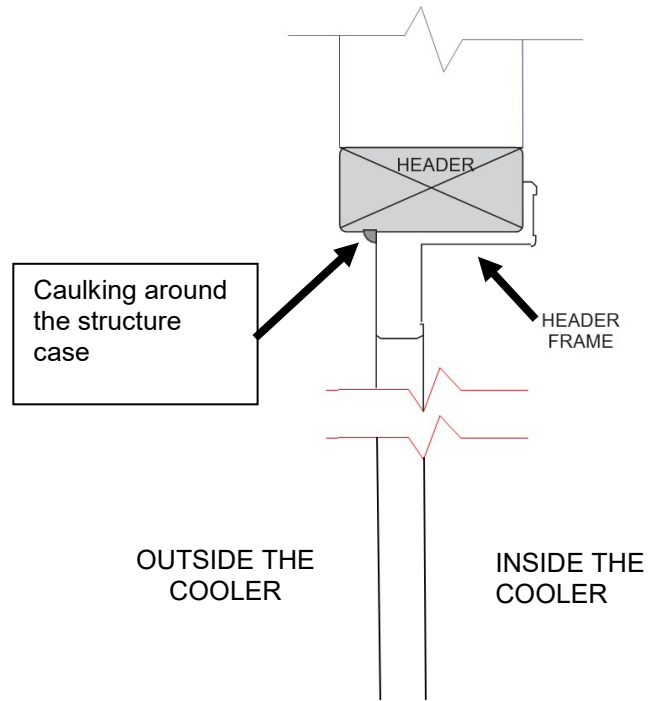 HEADER
Caulking around
the structure
case
HEADER
FRAME
OUTSIDE THE
COOLER
INSIDE THE
COOLER